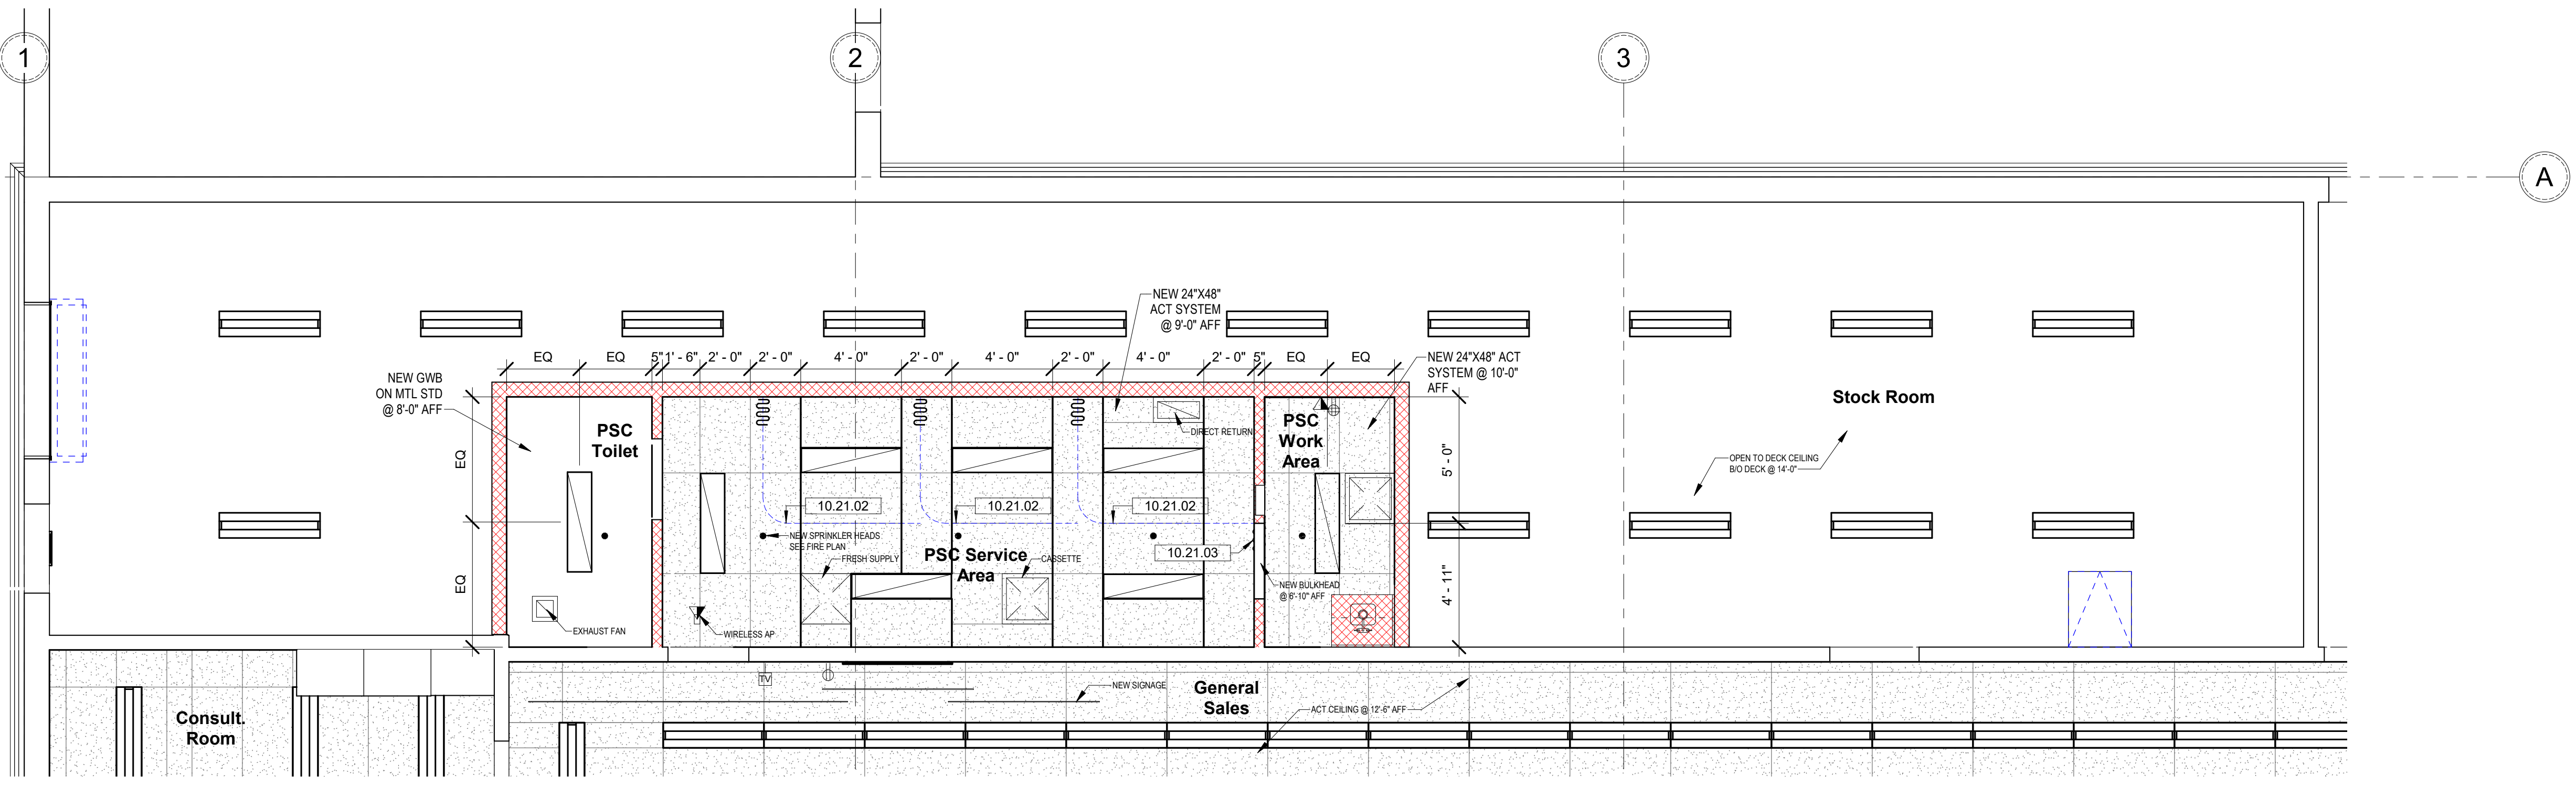 1
2
3
A
NEW 24"X48"
ACT SYSTEM
@ 9'-0" AFF
EQ
EQ
5"
1' - 6"
2' - 0"
2' - 0"
4' - 0"
2' - 0"
4' - 0"
2' - 0"
4' - 0"
2' - 0"
5"
EQ
EQ
NEW 24"X48" ACT
SYSTEM @ 10'-0"
AFF
NEW GWB
ON MTL STD
@ 8'-0" AFF
Stock Room
PSC
Toilet
PSC
Work
Area
DIRECT RETURN
EQ
5' - 0"
OPEN TO DECK CEILING
B/O DECK @ 14'-0"
10.21.02
10.21.02
10.21.02
NEW SPRINKLER HEADS
SEE FIRE PLAN
FRESH SUPPLY
PSC Service
Area
CASSETTE
10.21.03
EQ
NEW BULKHEAD
@ 6'-10" AFF
4' - 11"
EXHAUST FAN
WIRELESS AP
TV
NEW SIGNAGE
General
Sales
ACT CEILING @ 12'-6" AFF
Consult.
Room